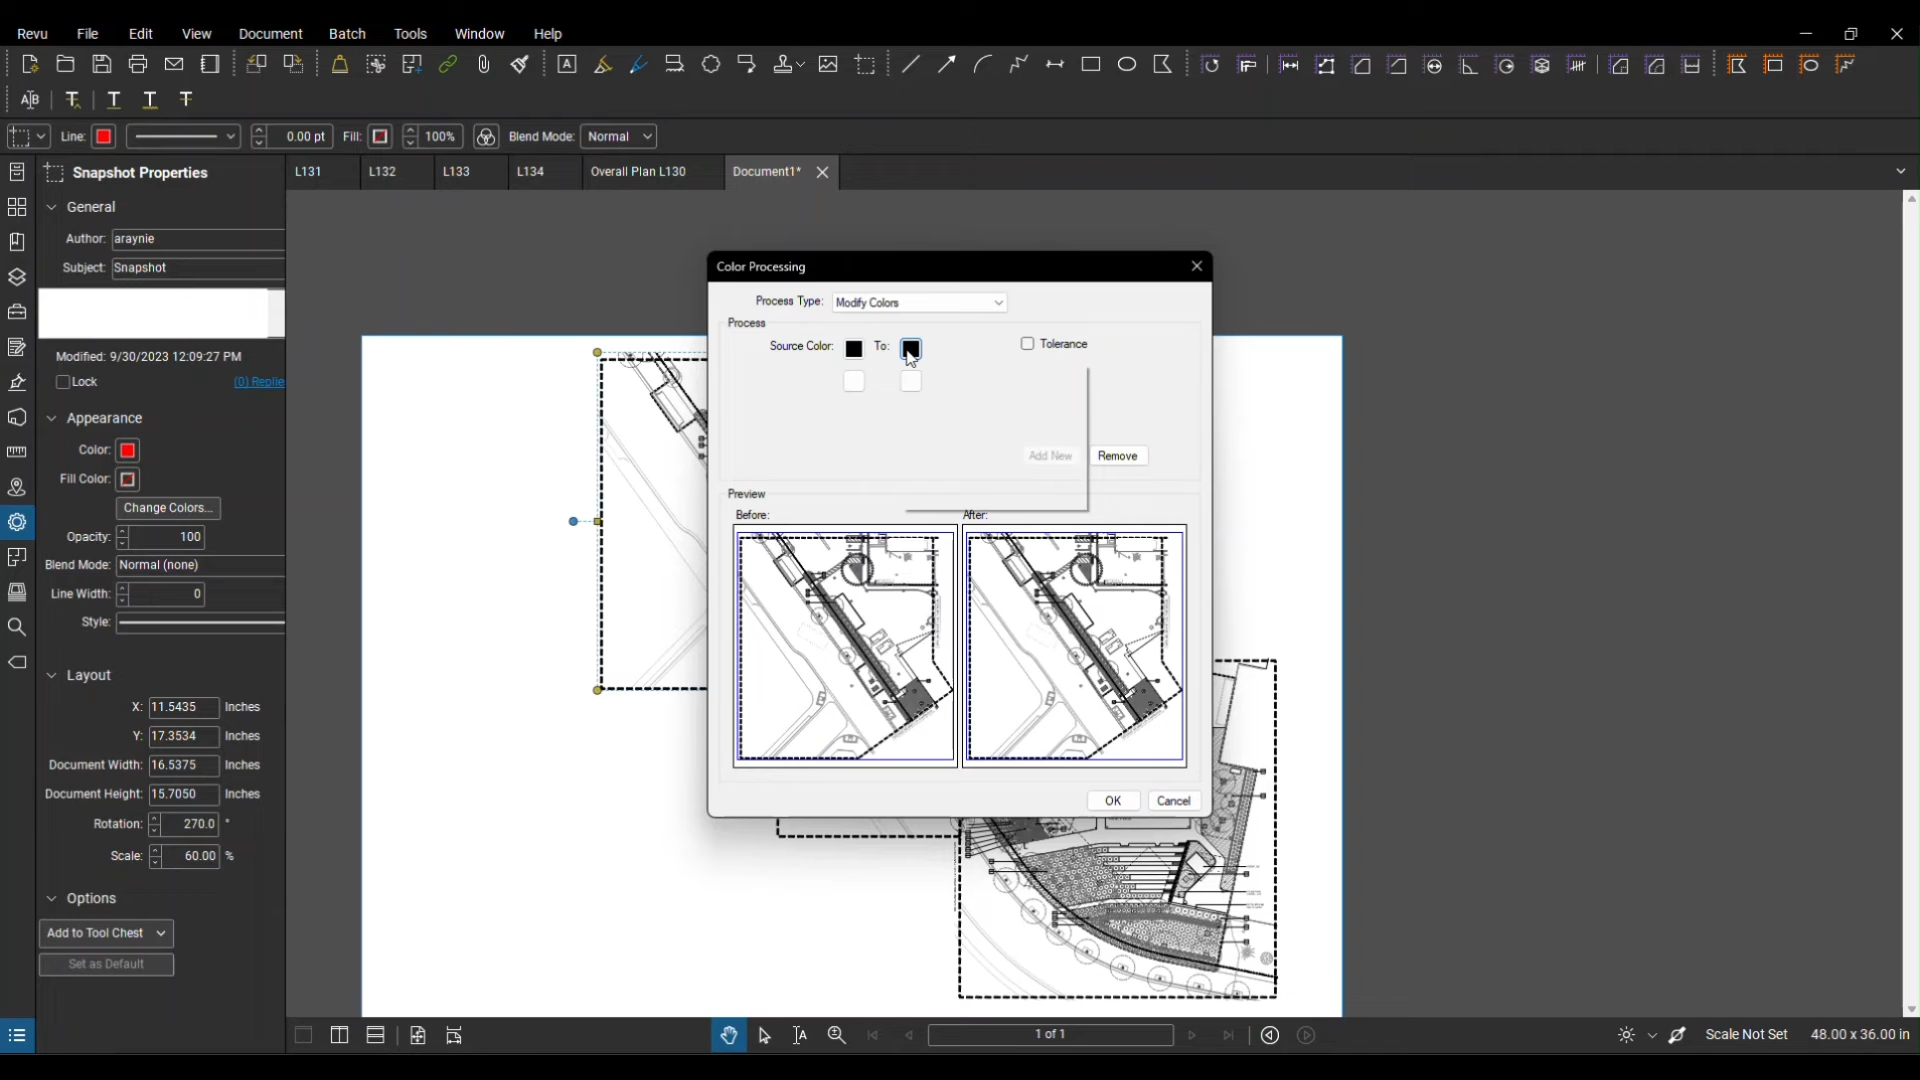 Revu File Edit View Document Batch Tools Window Help
Line: 0.00 pt Fill: 100% Blend Mode: Normal
Snapshot Properties
L131 L132 L133 L134 Overall Plan L130 Document1*
General
Author: araynie
Subject: Snapshot
Modified: 9/30/2023 12:09:27 PM
Lock (0) Replie
Appearance
Color:
Fill Color:
Change Colors...
Opacity: 100
Blend Mode: Normal (none)
Line Width: 0
Style:
Layout
X: 11.5435 Inches
Y: 17.3534 Inches
Document Width: 16.5375 Inches
Document Height: 15.7050 Inches
Rotation: 270.0 °
Scale: 60.00 %
Options
Add to Tool Chest
Set as Default
Color Processing
Process Type: Modify Colors
Process
Source Color: To: Tolerance
Add New Remove
Preview
Before: After:
OK Cancel
1 of 1
Scale Not Set 48.00 x 36.00 in